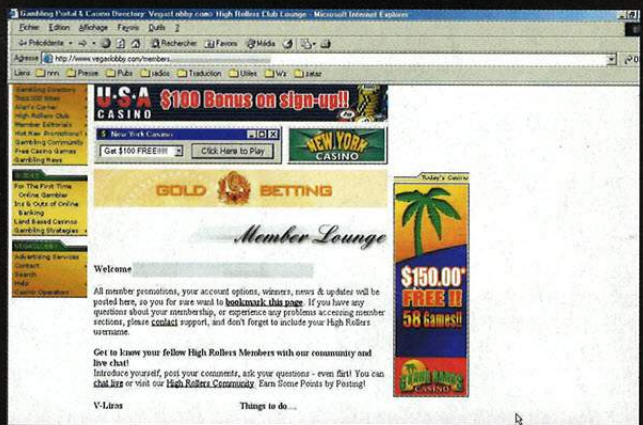 Gambling Portal & Casino Directory: VegasLobby.com: High Rollers Club Lounge - Microsoft Internet Explorer
Fichier Edition Affichage Favoris Outils ?
Précédente Rechercher Favoris Média
Adresse http://www.vegaslobby.com/members
Liens Presse Pubs radios Traduction Utiles
Gambling Directory
High Rollers Club
Member Editorials
Hot New Promotions!
Gambling Community
Free Casino Games
Gambling News
For The First Time
Online Gambler
Ins & Outs of Online
Banking
Land Based Casinos
Gambling Strategies
Advertising Services
Contact
Search
Help
Casino Operators
U·S·A
CASINO
$100 Bonus on sign-up!!
$ New York Casino
Get $100 FREE!!!!
Click Here to Play
NEW YORK
CASINO
GOLD BETTING
Member Lounge
Welcome
All member promotions, your account options, winners, news & updates will be
posted here, so you for sure want to bookmark this page. If you have any
questions about your membership, or experience any problems accessing member
sections, please contact support, and don't forget to include your High Rollers
username.
Get to know your fellow High Rollers Members with our community and
live chat!
Introduce yourself, post your comments, ask your questions - even flirt! You can
chat live or visit our High Rollers Community. Earn Some Points by Posting!
V-Liras Things to do....
Today's Casino
$150.00*
FREE !!
58 Games!!
CASINO